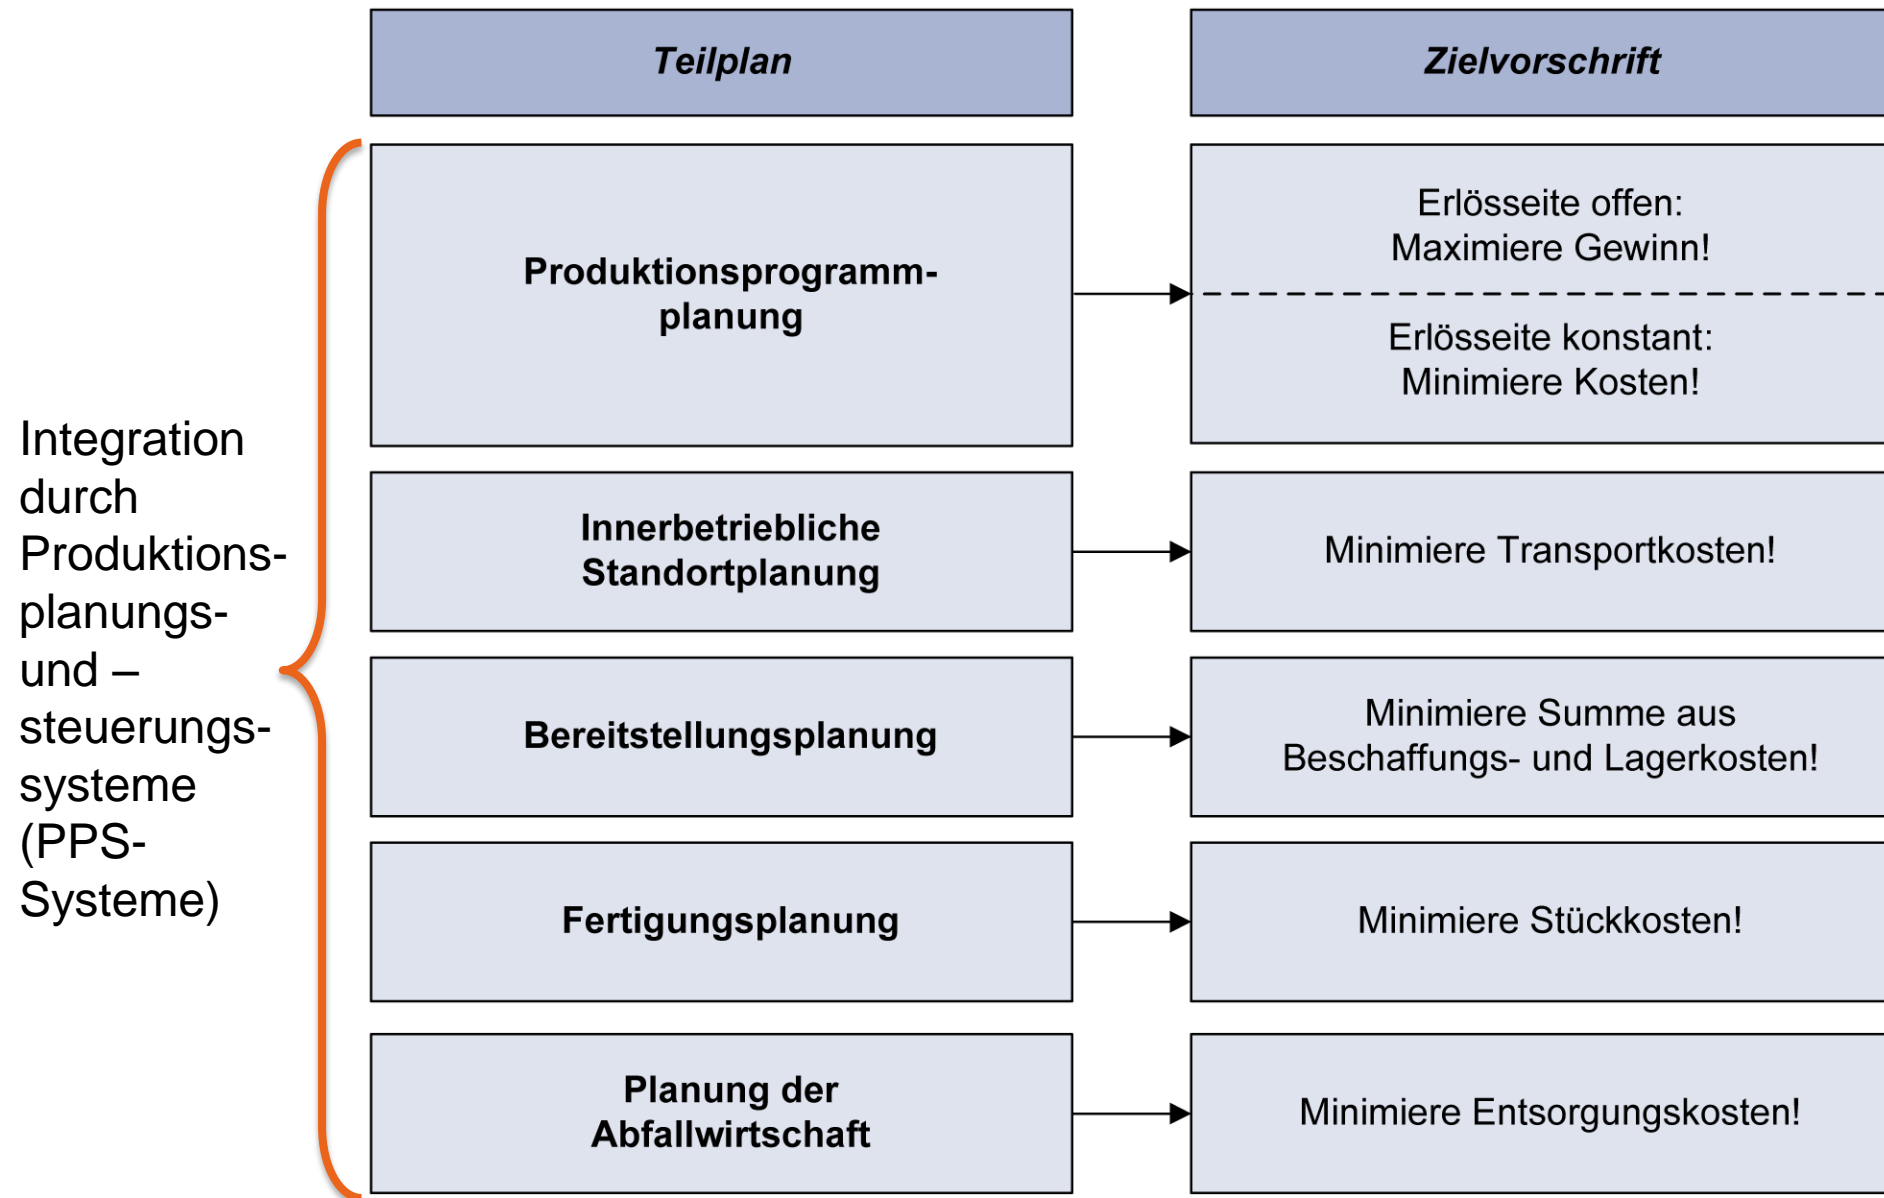 Teilplan
Zielvorschrift
Integration
durch
Produktions-
planungs-
und –
steuerungs-
systeme
(PPS-
Systeme)
Produktionsprogramm-
planung
Erlösseite offen:
Maximiere Gewinn!
Erlösseite konstant:
Minimiere Kosten!
Innerbetriebliche
Standortplanung
Minimiere Transportkosten!
Bereitstellungsplanung
Minimiere Summe aus
Beschaffungs- und Lagerkosten!
Fertigungsplanung
Minimiere Stückkosten!
Planung der
Abfallwirtschaft
Minimiere Entsorgungskosten!